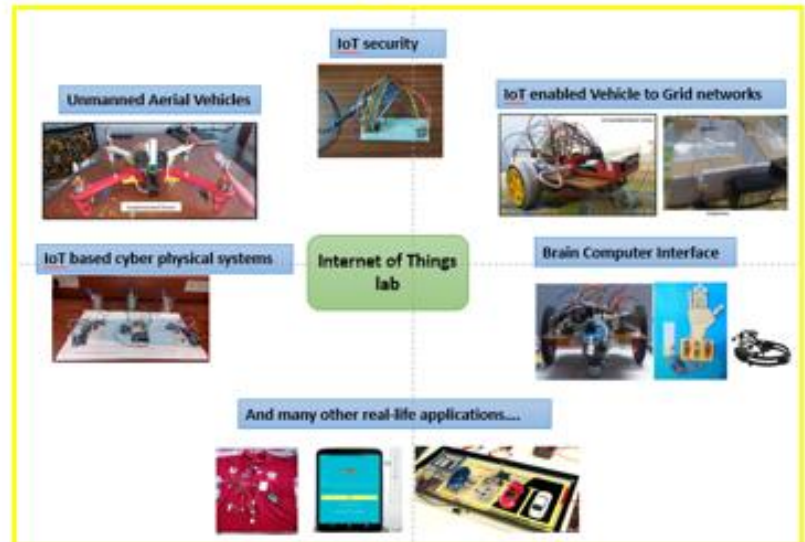 IoT security
Unmanned Aerial Vehicles
IoT enabled Vehicle to Grid networks
IoT based cyber physical systems
Internet of Things
lab
Brain Computer Interface
And many other real-life applications....